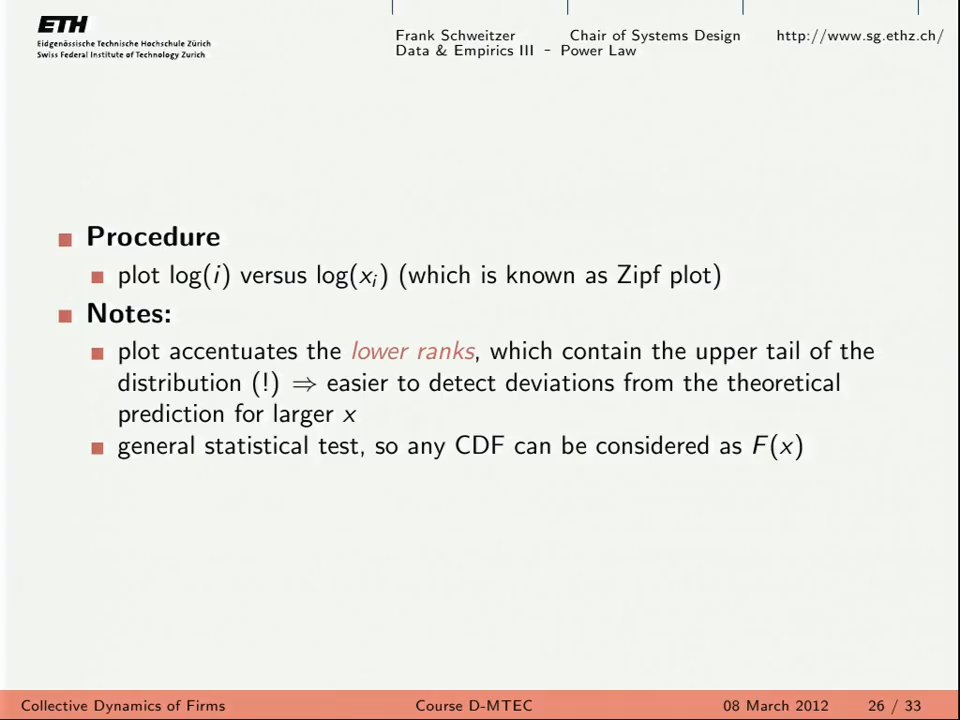 ETH
Eidgenössische Technische Hochschule Zürich
Swiss Federal Institute of Technology Zurich
Frank Schweitzer Chair of Systems Design http://www.sg.ethz.ch/
Data & Empirics III - Power Law
Procedure
plot log(i) versus log(xᵢ) (which is known as Zipf plot)
Notes:
plot accentuates the lower ranks, which contain the upper tail of the
distribution (!) ⇒ easier to detect deviations from the theoretical
prediction for larger x
general statistical test, so any CDF can be considered as F(x)
Collective Dynamics of Firms Course D-MTEC 08 March 2012 26 / 33